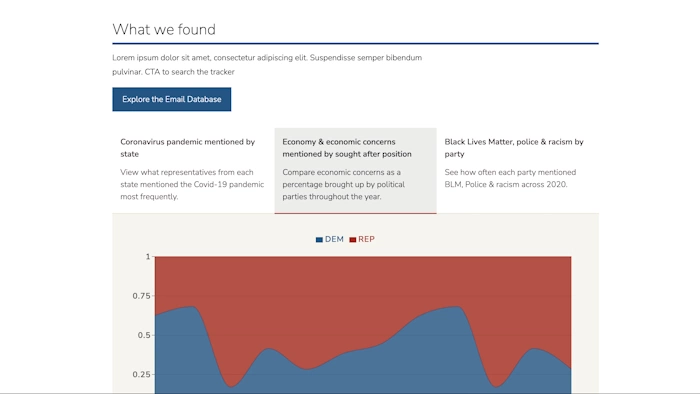 What we found
Lorem ipsum dolor sit amet, consectetur adipiscing elit. Suspendisse semper bibendum
pulvinar. CTA to search the tracker
Explore the Email Database
Coronavirus pandemic mentioned by
state
View what representatives from each
state mentioned the Covid-19 pandemic
most frequently.
Economy & economic concerns
mentioned by sought after position
Compare economic concerns as a
percentage brought up by political
parties throughout the year.
Black Lives Matter, police & racism by
party
See how often each party mentioned
BLM, Police & racism across 2020.
DEM REP
1
0.75
0.5
0.25